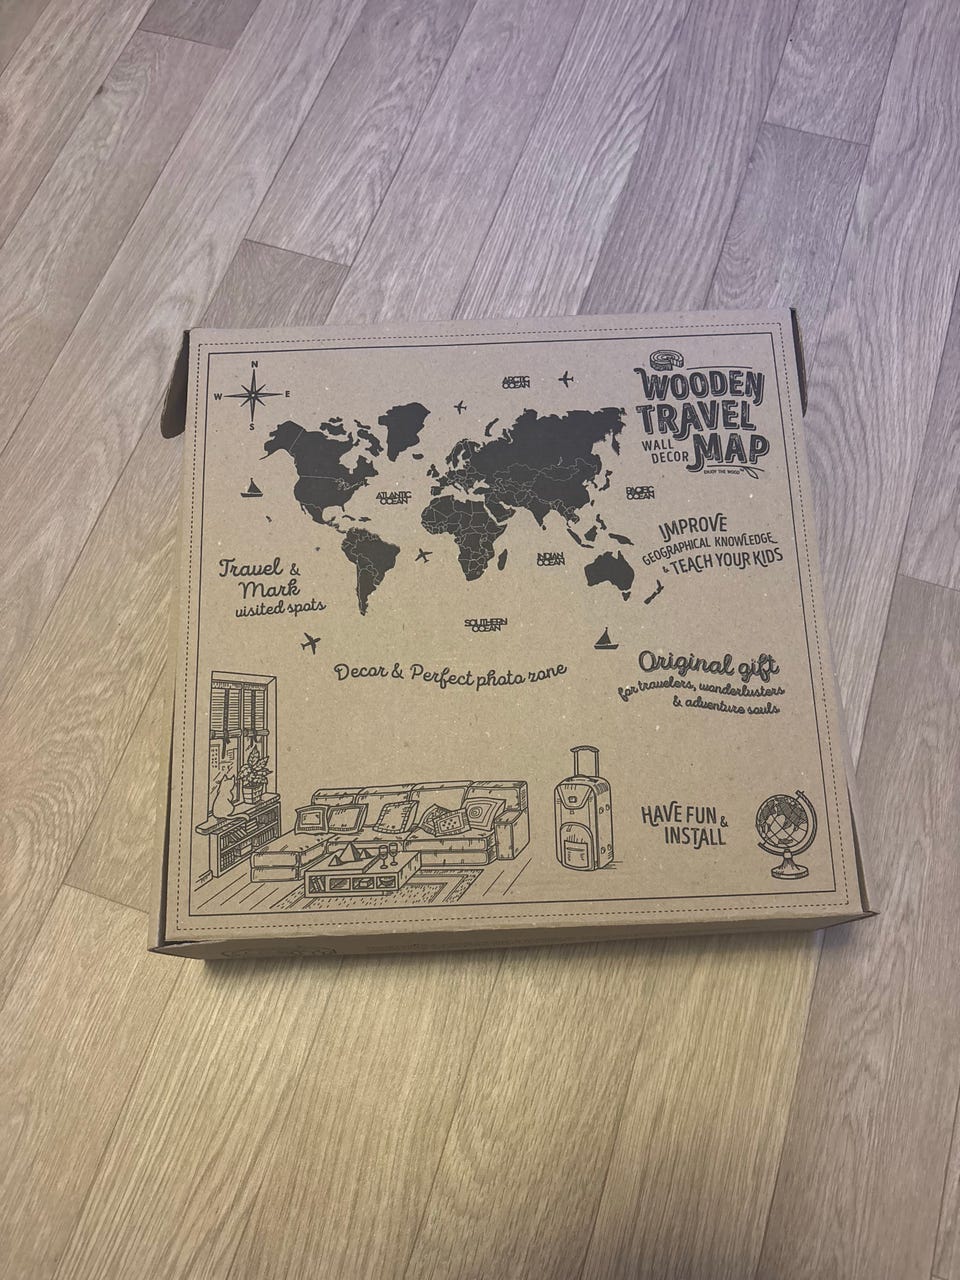 N
W E
S
ARCTIC
OCEAN
WOODEN
TRAVEL
WALL
DECOR
MAP
ENJOY THE WOOD
ATLANTIC
OCEAN
PACIFIC
OCEAN
IMPROVE
GEOGRAPHICAL KNOWLEDGE
& TEACH YOUR KIDS
INDIAN
OCEAN
Travel &
Mark
visited spots
SOUTHERN
OCEAN
Decor & Perfect photo zone
Original gift
for travelers, wanderlusters
& adventure souls
HAVE FUN &
INSTALL